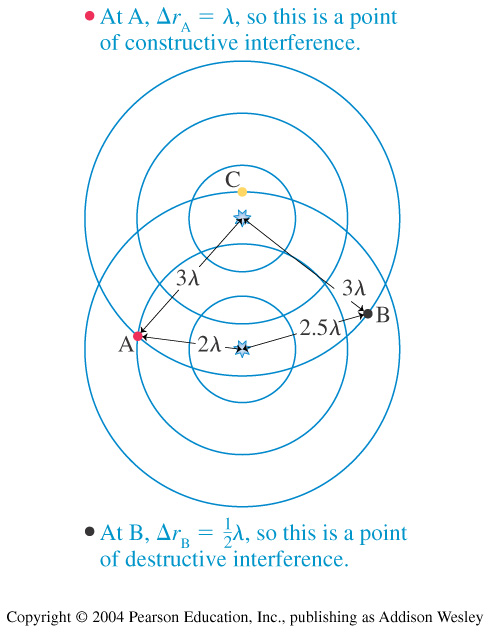 • At A, Δr_A = λ, so this is a point
of constructive interference.
C
3λ
3λ
B
2.5λ
A
2λ
• At B, Δr_B = ½λ, so this is a point
of destructive interference.
Copyright © 2004 Pearson Education, Inc., publishing as Addison Wesley